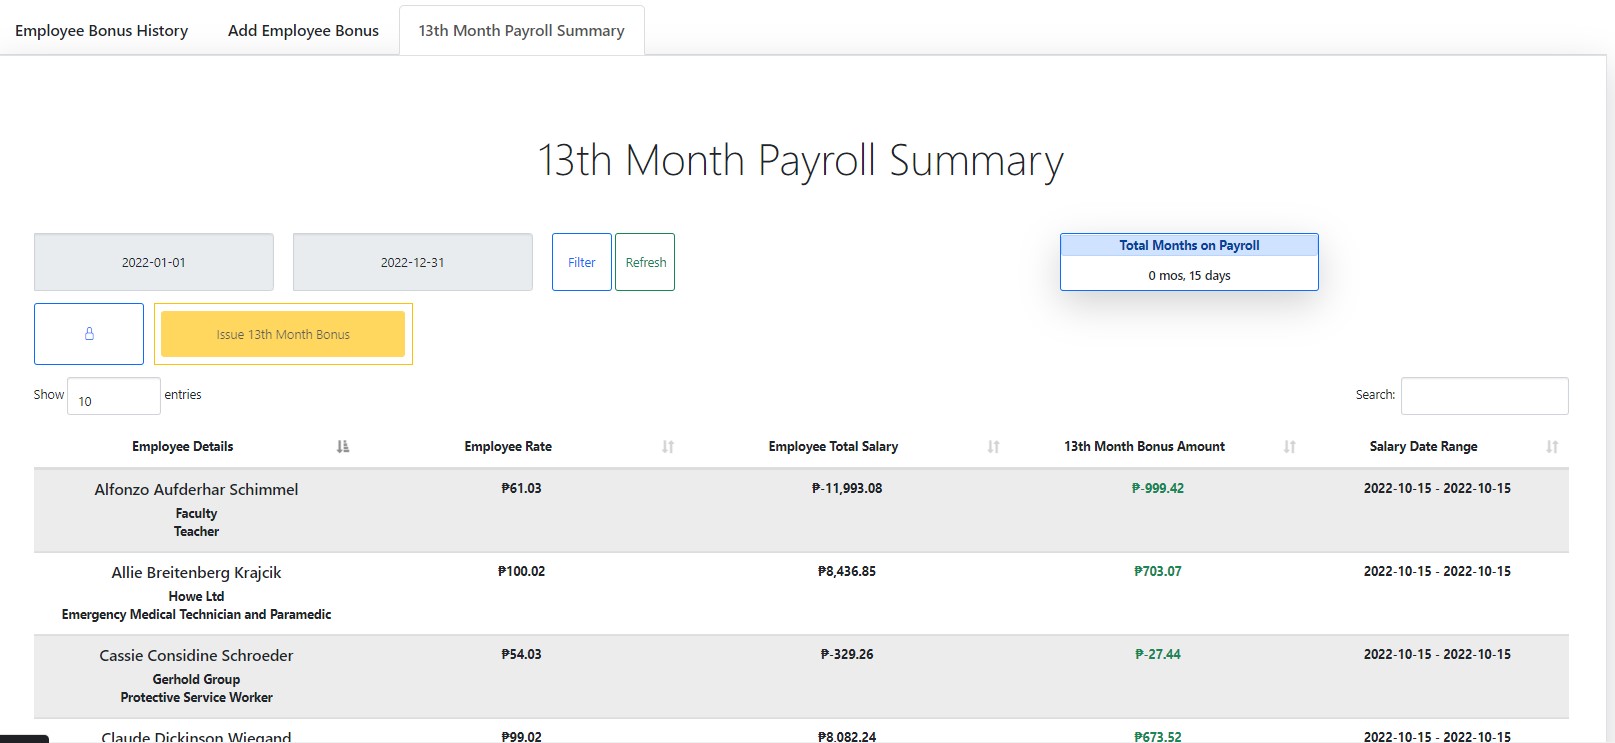 Employee Bonus History Add Employee Bonus 13th Month Payroll Summary
13th Month Payroll Summary
2022-01-01 2022-12-31 Filter Refresh
Total Months on Payroll
0 mos, 15 days
Issue 13th Month Bonus
Show 10 entries Search:
Employee Details Employee Rate Employee Total Salary 13th Month Bonus Amount Salary Date Range
Alfonzo Aufderhar Schimmel ₱61.03 ₱-11,993.08 ₱-999.42 2022-10-15 - 2022-10-15
Faculty
Teacher
Allie Breitenberg Krajcik ₱100.02 ₱8,436.85 ₱703.07 2022-10-15 - 2022-10-15
Howe Ltd
Emergency Medical Technician and Paramedic
Cassie Considine Schroeder ₱54.03 ₱-329.26 ₱-27.44 2022-10-15 - 2022-10-15
Gerhold Group
Protective Service Worker
Claude Dickinson Wiegand ₱99.02 ₱8,082.24 ₱673.52 2022-10-15 - 2022-10-15